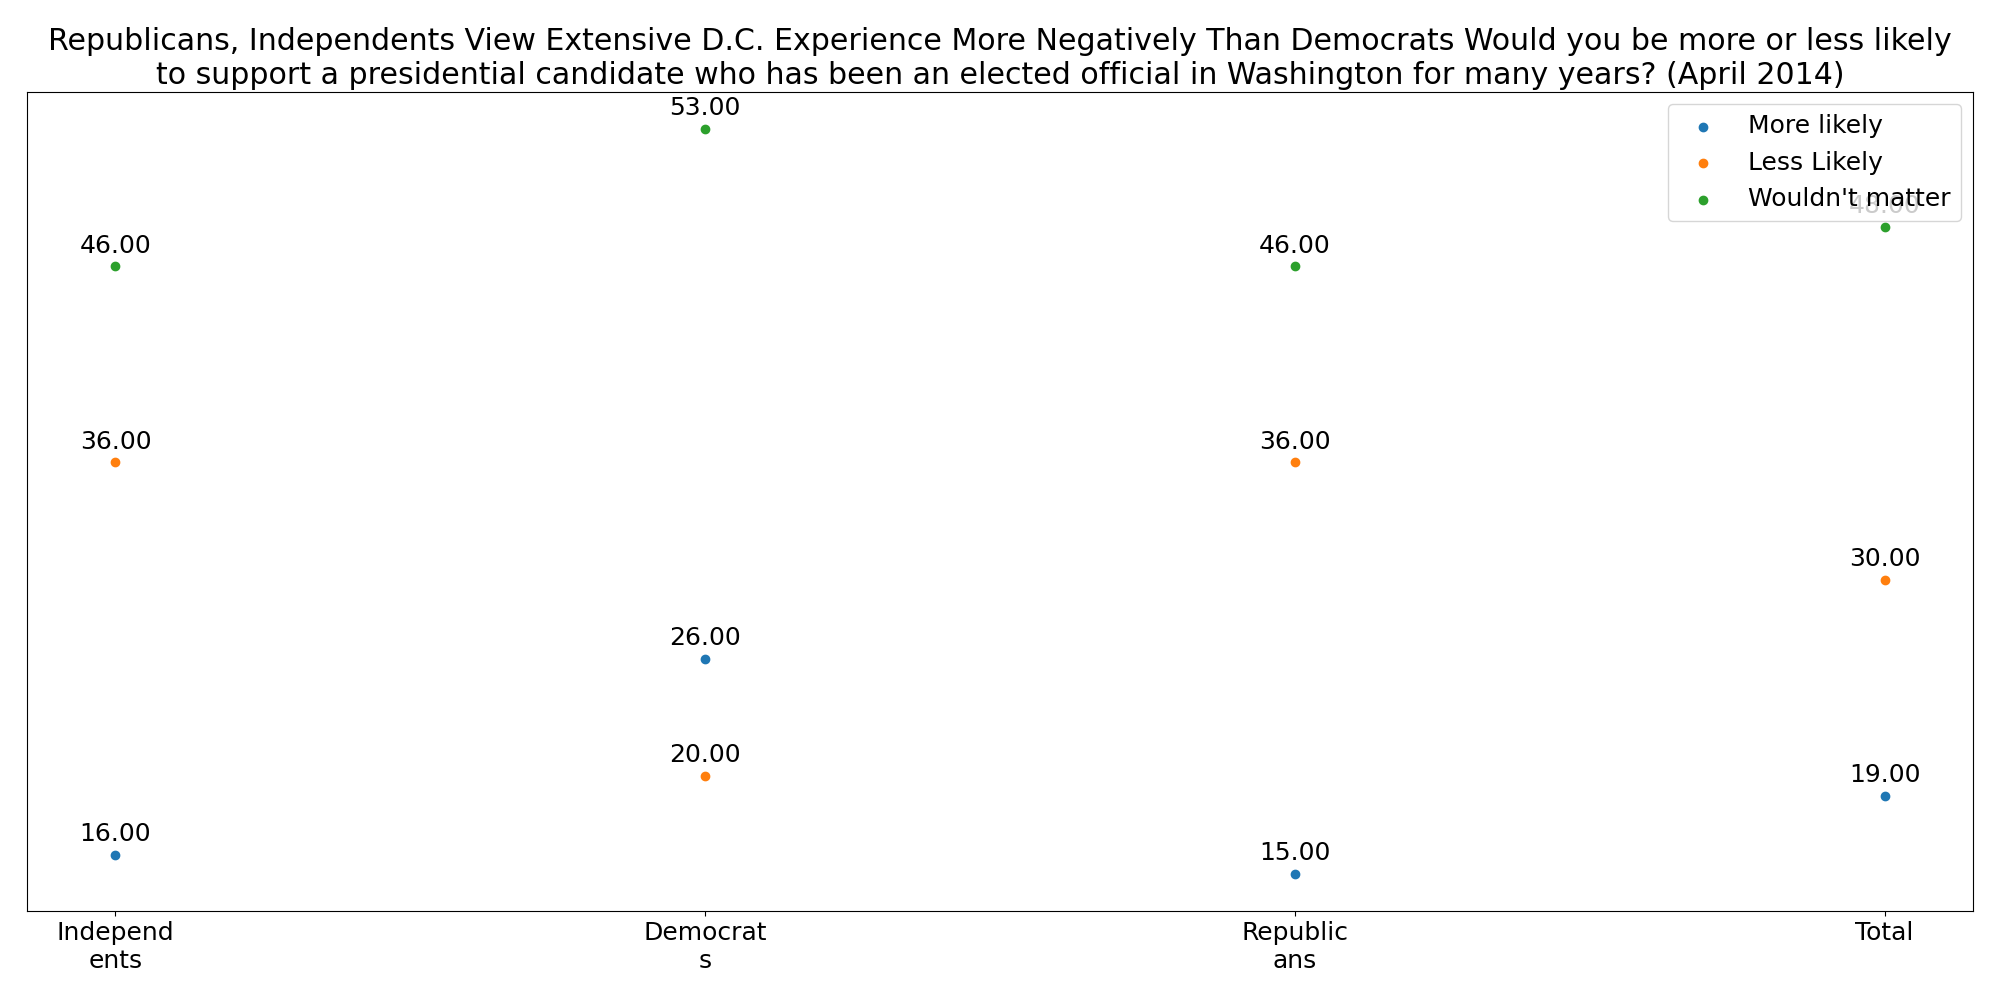 Republicans, Independents View Extensive D.C. Experience More Negatively Than Democrats Would you be more or less likely
to support a presidential candidate who has been an elected official in Washington for many years? (April 2014)
53.00
More likely
Less Likely
Wouldn't matter
48.00
46.00
46.00
36.00
36.00
30.00
26.00
20.00
19.00
16.00
15.00
Independ
ents
Democrat
s
Republic
ans
Total